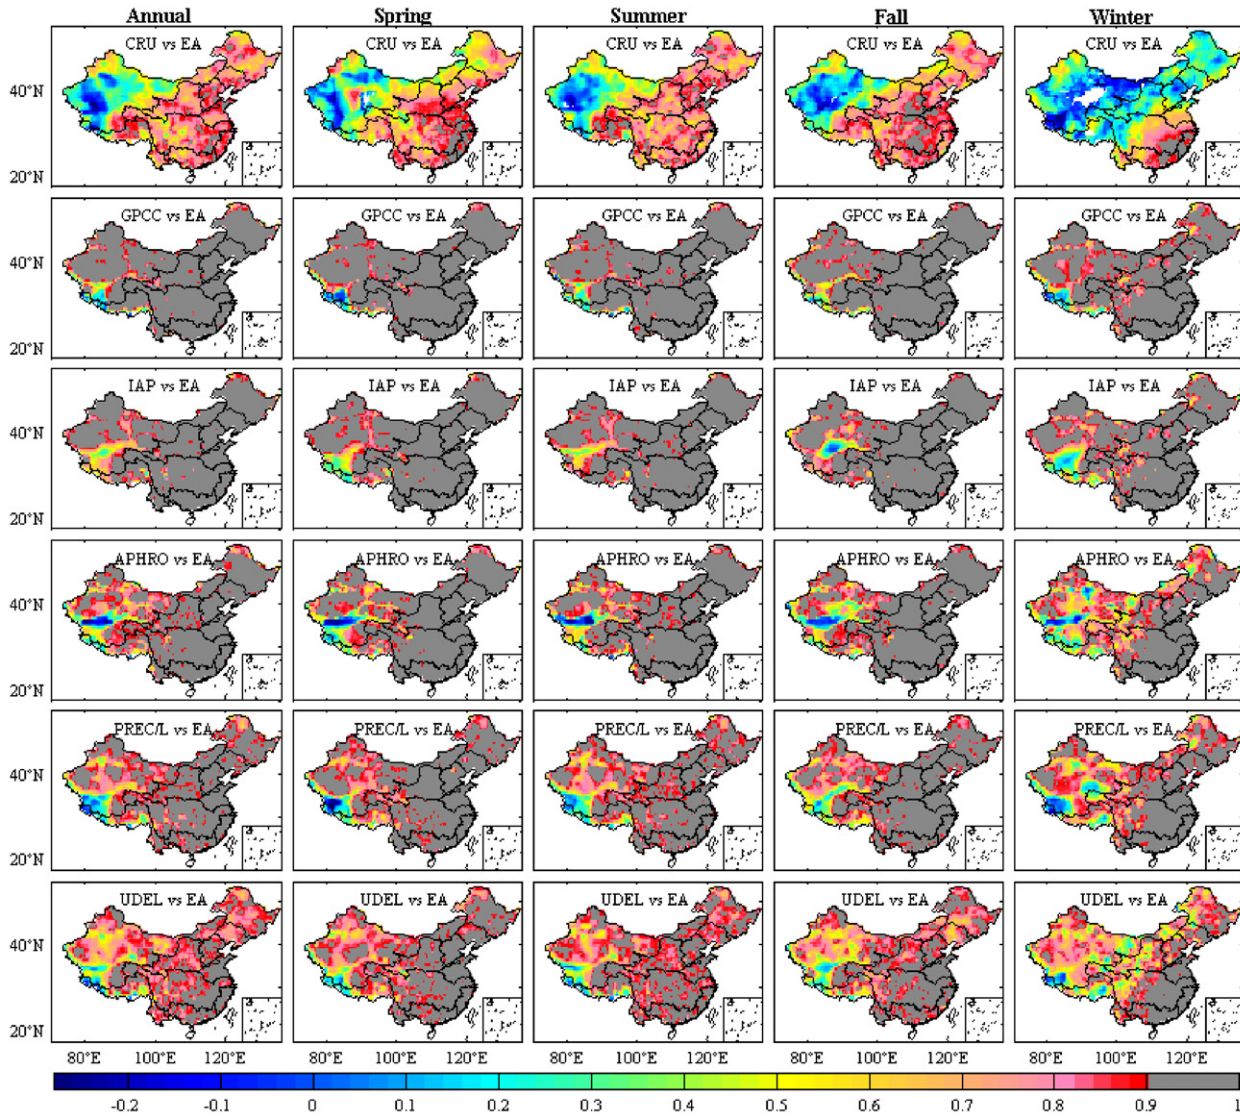 Annual Spring Summer Fall Winter
CRU vs EA CRU vs EA CRU vs EA CRU vs EA CRU vs EA
40°N
20°N
GPCC vs EA GPCC vs EA GPCC vs EA GPCC vs EA GPCC vs EA
40°N
20°N
IAP vs EA IAP vs EA IAP vs EA IAP vs EA IAP vs EA
40°N
20°N
APHRO vs EA APHRO vs EA APHRO vs EA APHRO vs EA APHRO vs EA
40°N
20°N
PREC/L vs EA PREC/L vs EA PREC/L vs EA PREC/L vs EA PREC/L vs EA
40°N
20°N
UDEL vs EA UDEL vs EA UDEL vs EA UDEL vs EA UDEL vs EA
40°N
20°N
80°E 100°E 120°E 80°E 100°E 120°E 80°E 100°E 120°E 80°E 100°E 120°E 80°E 100°E 120°E
-0.2 -0.1 0 0.1 0.2 0.3 0.4 0.5 0.6 0.7 0.8 0.9 1